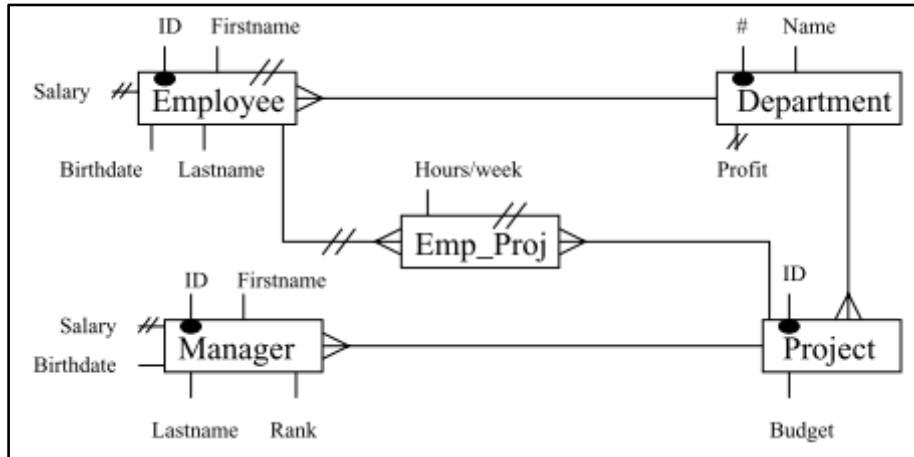 ID Firstname # Name
Salary Employee Department
Birthdate Lastname Hours/week Profit
Emp_Proj
ID Firstname ID
Salary Manager Project
Birthdate
Lastname Rank Budget